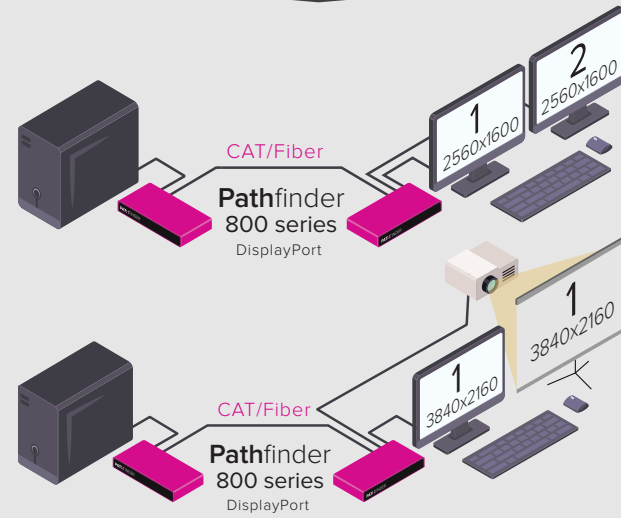 2
2560x1600
1
2560x1600
CAT/Fiber
Pathfinder
800 series
DisplayPort
1
3840x2160
1
3840x2160
CAT/Fiber
Pathfinder
800 series
DisplayPort